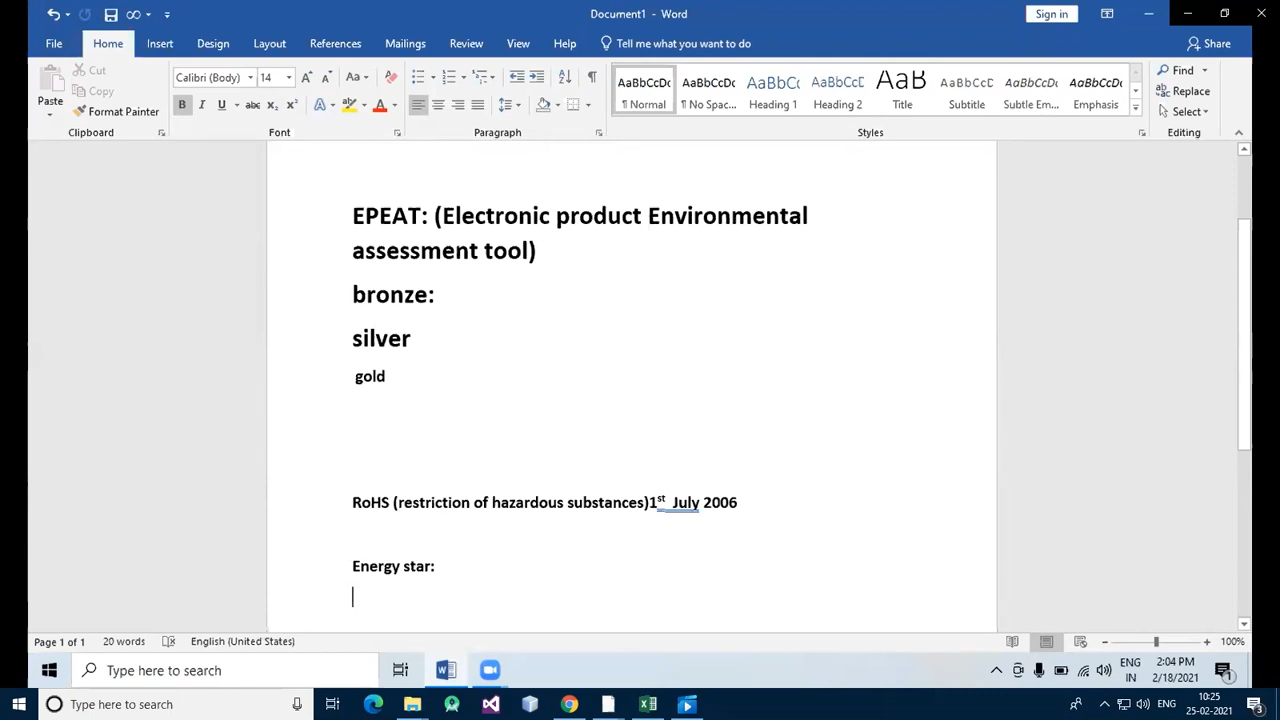 Document1 - Word
Sign in
File Home Insert Design Layout References Mailings Review View Help Tell me what you want to do Share
Paste
Cut
Copy
Format Painter
Clipboard
Calibri (Body) 14
Font
Paragraph
AaBbCcDc AaBbCcDc AaBbCc AaBbCcC AaB AaBbCcD AaBbCcDc AaBbCcDc
¶ Normal ¶ No Spac... Heading 1 Heading 2 Title Subtitle Subtle Em... Emphasis
Styles
Find
Replace
Select
Editing
EPEAT: (Electronic product Environmental
assessment tool)
bronze:
silver
gold
RoHS (restriction of hazardous substances)1st July 2006
Energy star:
Page 1 of 1 20 words English (United States) 100%
Type here to search
ENG
IN
2:04 PM
2/18/2021
1
Type here to search
ENG
10:25
25-02-2021
3